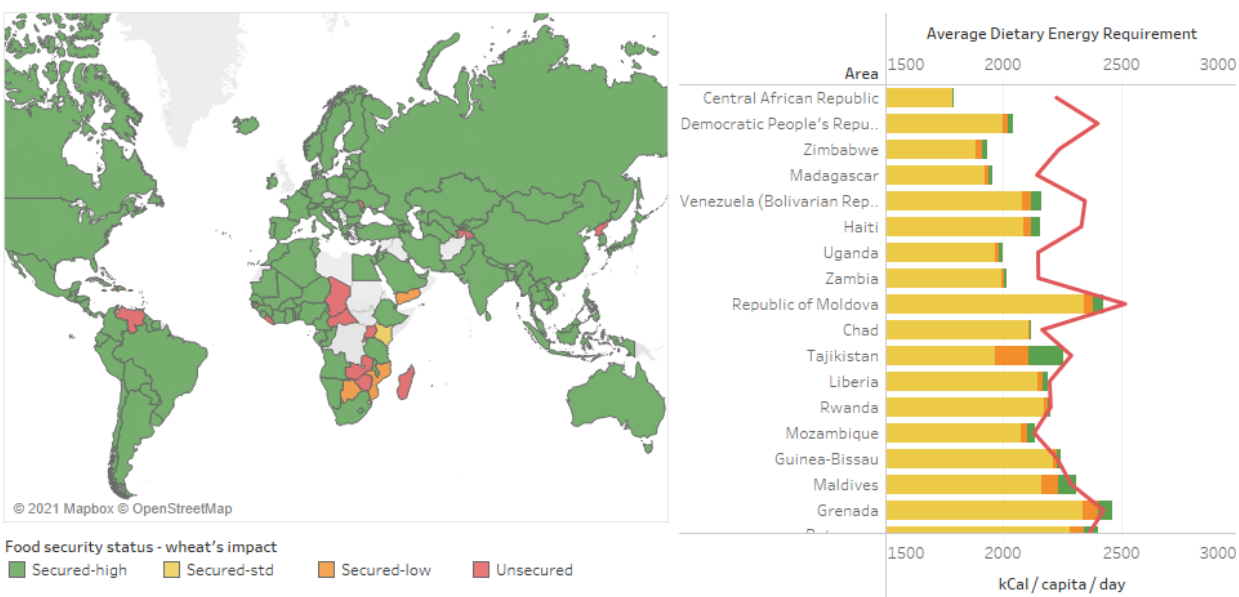 © 2021 Mapbox © OpenStreetMap
Food security status - wheat's impact
Secured-high
Secured-std
Secured-low
Unsecured
Average Dietary Energy Requirement
Area
1500 2000 2500 3000
Central African Republic
Democratic People's Repu..
Zimbabwe
Madagascar
Venezuela (Bolivarian Rep..
Haiti
Uganda
Zambia
Republic of Moldova
Chad
Tajikistan
Liberia
Rwanda
Mozambique
Guinea-Bissau
Maldives
Grenada
1500 2000 2500 3000
kCal / capita / day